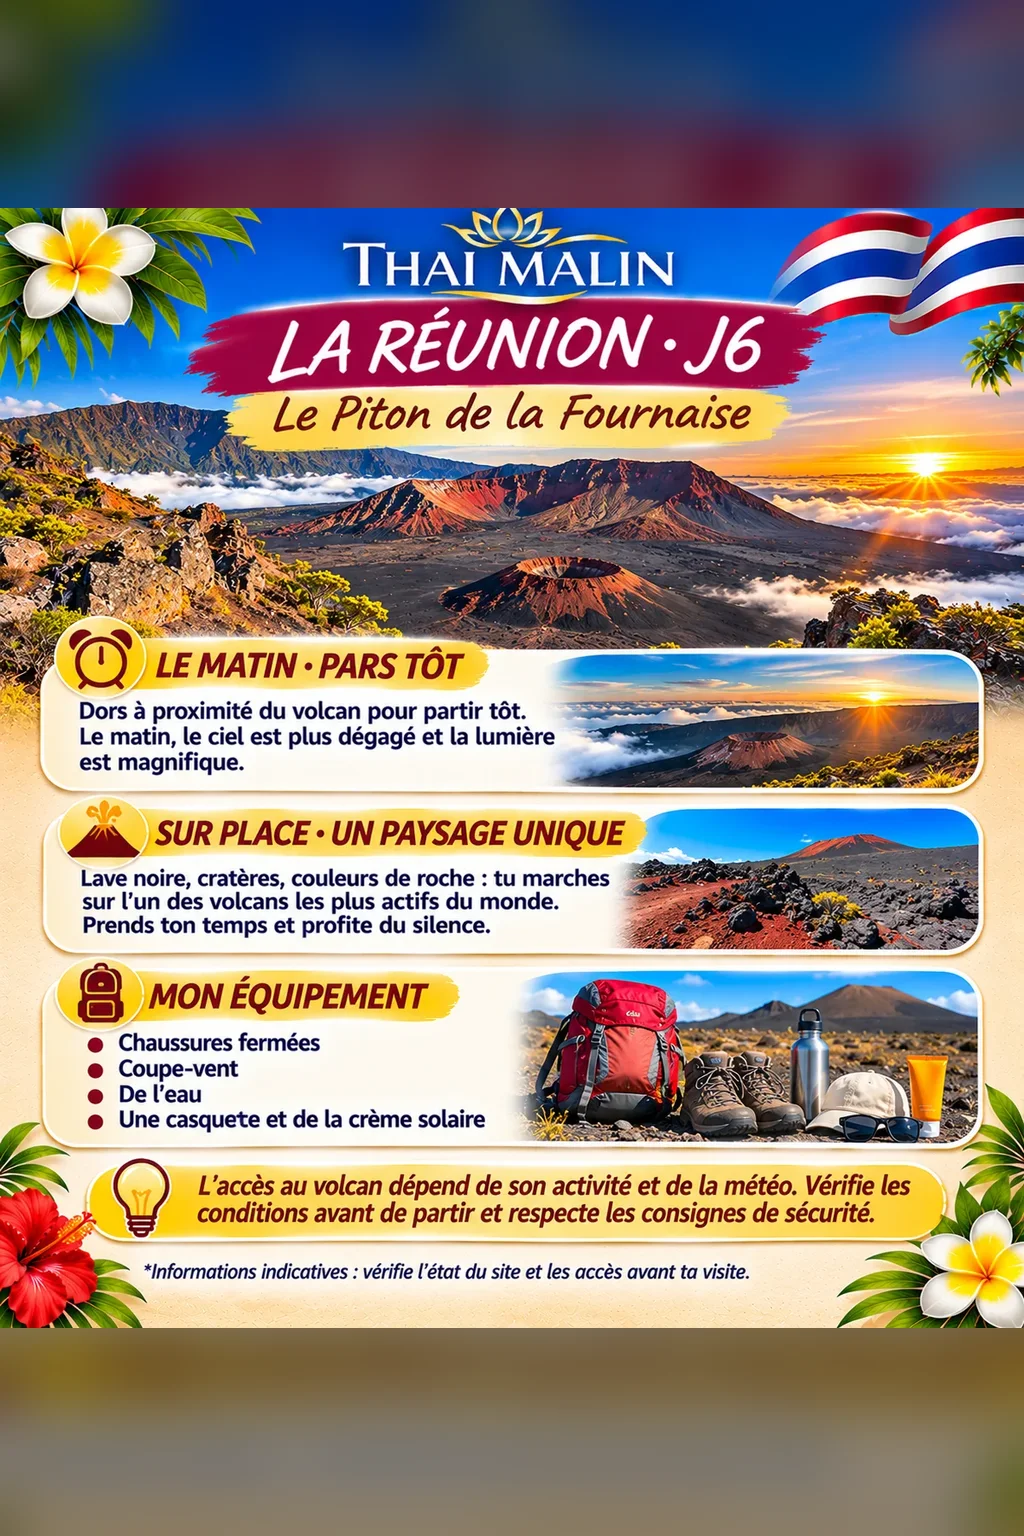 THAI MALIN
LA RÉUNION • J6
Le Piton de la Fournaise
LE MATIN • PARS TÔT
Dors à proximité du volcan pour partir tôt.
Le matin, le ciel est plus dégagé et la lumière
est magnifique.
SUR PLACE • UN PAYSAGE UNIQUE
Lave noire, cratères, couleurs de roche : tu marches
sur l'un des volcans les plus actifs du monde.
Prends ton temps et profite du silence.
MON ÉQUIPEMENT
• Chaussures fermées
• Coupe-vent
• De l'eau
• Une casquete et de la crème solaire
L'accès au volcan dépend de son activité et de la météo. Vérifie les
conditions avant de partir et respecte les consignes de sécurité.
*Informations indicatives : vérifie l'état du site et les accès avant ta visite.